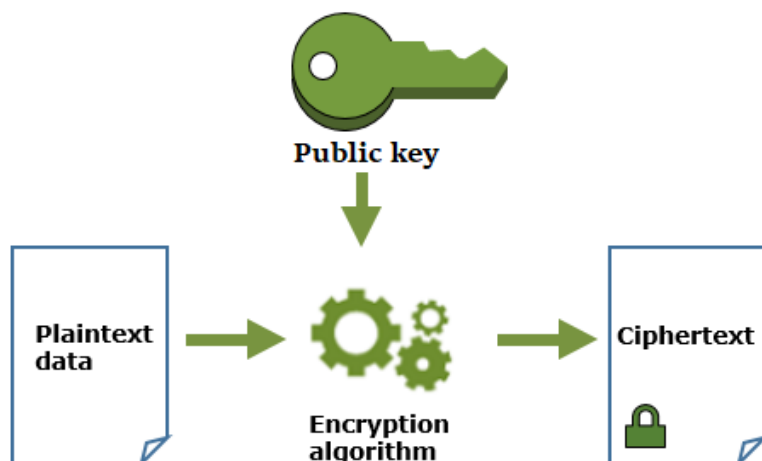 Public key
Plaintext
data
Encryption
algorithm
Ciphertext